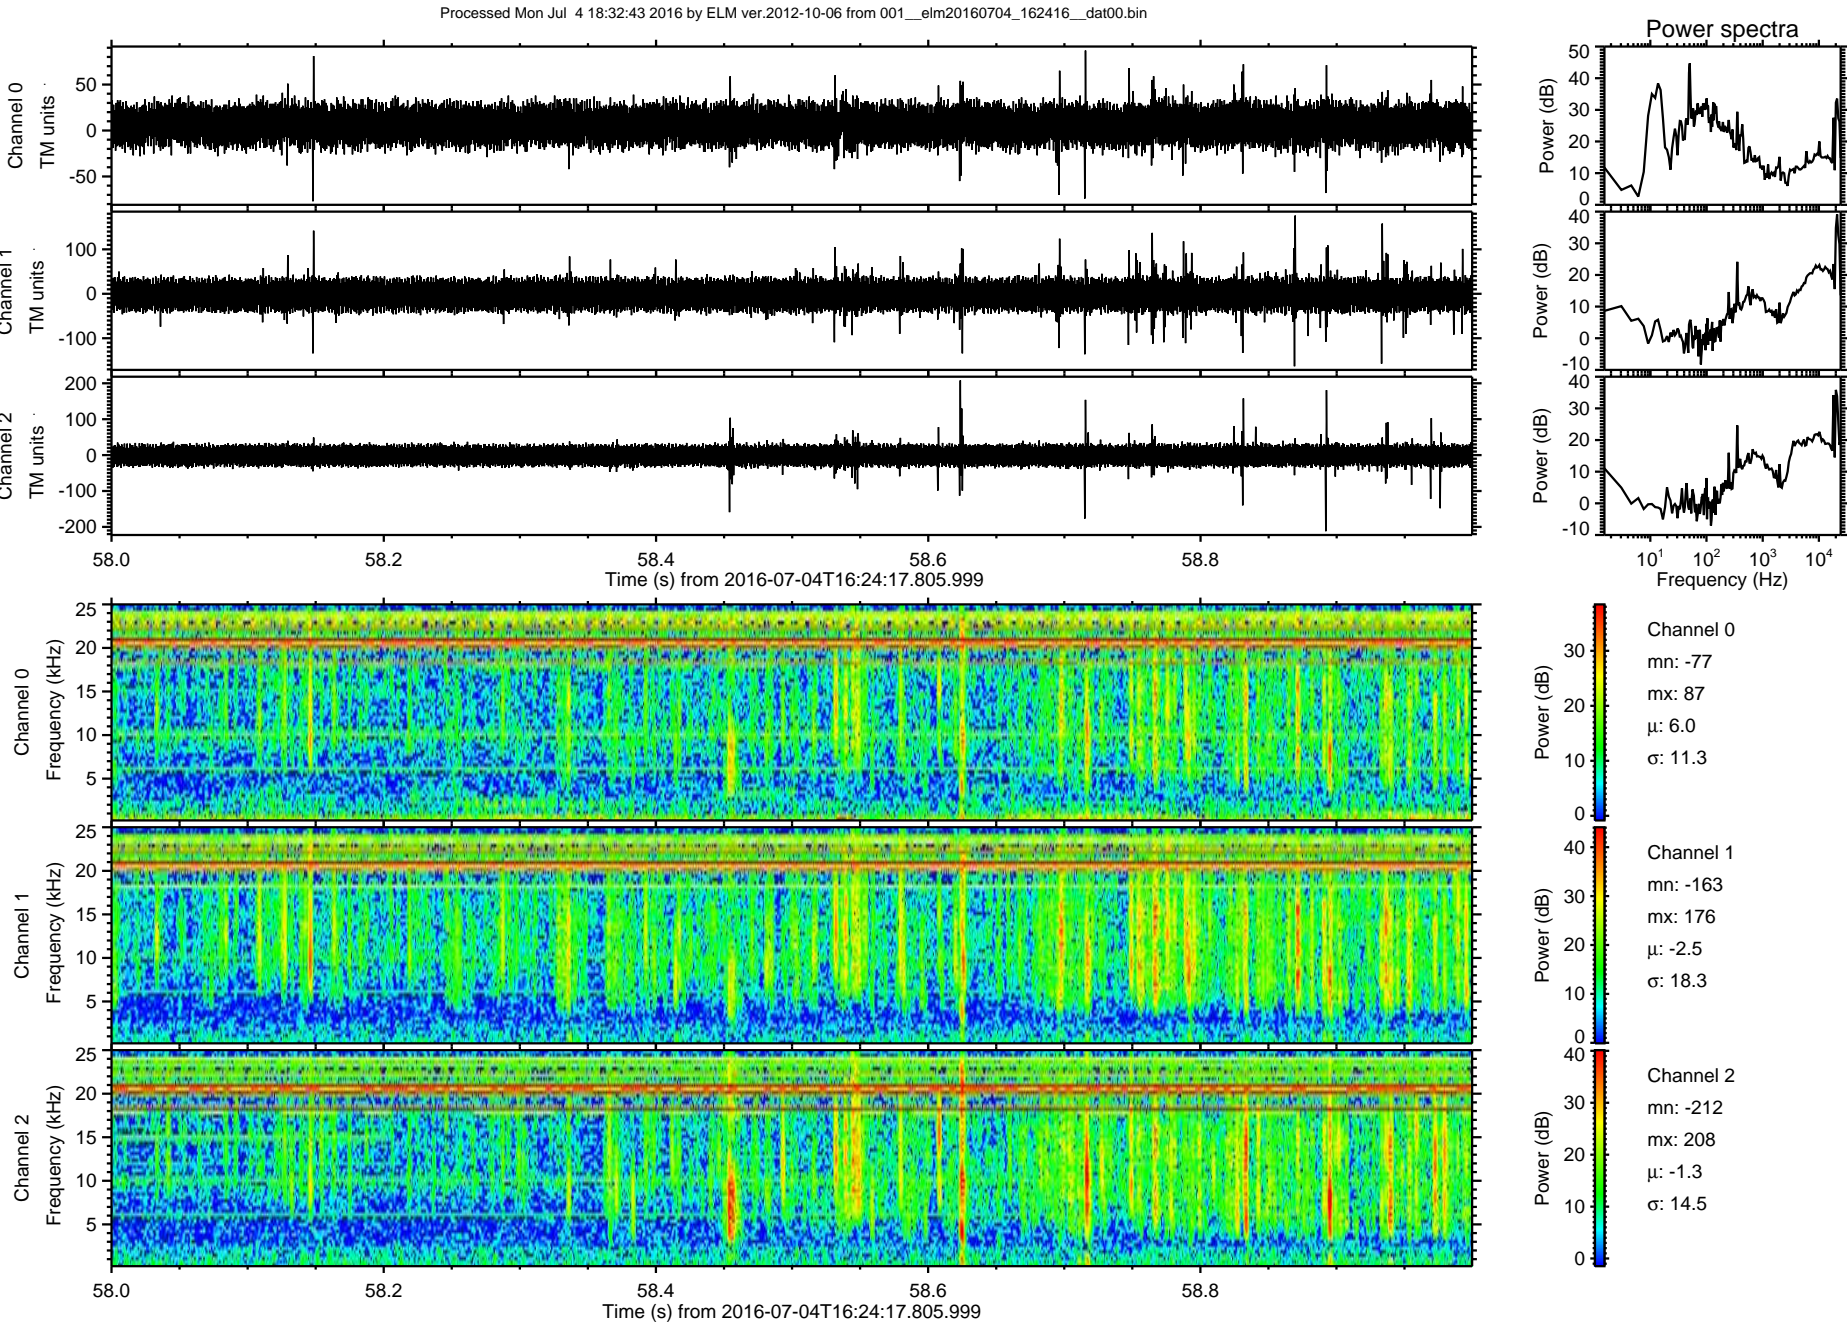 Processed Mon Jul  4 18:32:43 2016 by ELM ver.2012-10-06 from 001__elm20160704_162416__dat00.bin
Power spectra
Channel 0
TM units
50
0
-50
Power (dB)
50
40
30
20
10
0
Channel 1
TM units
100
0
-100
Power (dB)
40
30
20
10
0
-10
Channel 2
TM units
200
100
0
-100
-200
Power (dB)
40
30
20
10
0
-10
58.0 58.2 58.4 58.6 58.8
Time (s) from 2016-07-04T16:24:17.805.999
10¹ 10² 10³ 10⁴
Frequency (Hz)
Channel 0
Frequency (kHz)
25
20
15
10
5
Power (dB)
30
20
10
0
Channel 0
mn: -77
mx: 87
μ: 6.0
σ: 11.3
Channel 1
Frequency (kHz)
25
20
15
10
5
Power (dB)
40
30
20
10
0
Channel 1
mn: -163
mx: 176
μ: -2.5
σ: 18.3
Channel 2
Frequency (kHz)
25
20
15
10
5
Power (dB)
40
30
20
10
0
Channel 2
mn: -212
mx: 208
μ: -1.3
σ: 14.5
58.0 58.2 58.4 58.6 58.8
Time (s) from 2016-07-04T16:24:17.805.999